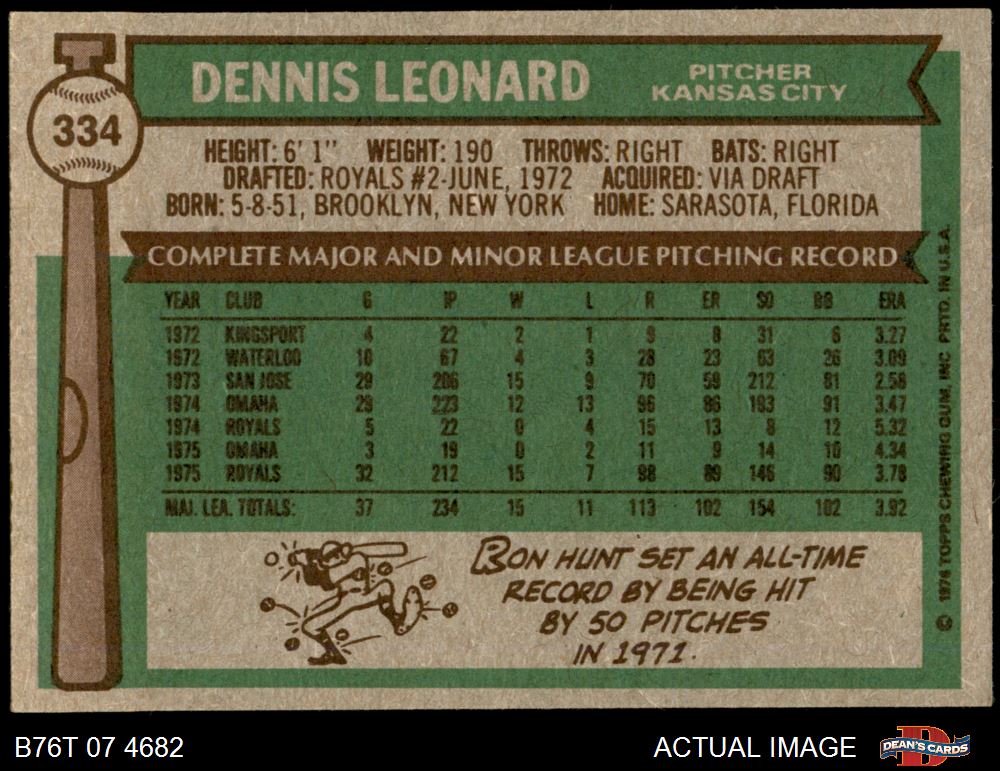 DENNIS LEONARD
PITCHER
KANSAS CITY
334
HEIGHT: 6' 1" WEIGHT: 190 THROWS: RIGHT BATS: RIGHT
DRAFTED: ROYALS #2-JUNE, 1972 ACQUIRED: VIA DRAFT
BORN: 5-8-51, BROOKLYN, NEW YORK HOME: SARASOTA, FLORIDA
COMPLETE MAJOR AND MINOR LEAGUE PITCHING RECORD
YEAR CLUB G IP W L R ER SO BB ERA
1972 KINGSPORT 4 22 2 1 9 8 31 6 3.27
1972 WATERLOO 10 67 4 3 28 23 63 26 3.09
1973 SAN JOSE 29 206 15 9 70 59 212 81 2.58
1974 OMAHA 29 223 12 13 96 86 193 91 3.47
1974 ROYALS 5 22 0 4 15 13 8 12 5.32
1975 OMAHA 3 19 0 2 11 9 14 10 4.34
1975 ROYALS 32 212 15 7 98 89 146 90 3.78
MAJ. LEA. TOTALS: 37 234 15 11 113 102 154 102 3.92
RON HUNT SET AN ALL-TIME
RECORD BY BEING HIT
BY 50 PITCHES
IN 1971.
© 1976 TOPPS CHEWING GUM, INC PRTD. IN U.S.A.
B76T 07 4682
ACTUAL IMAGE
DEAN'S CARDS